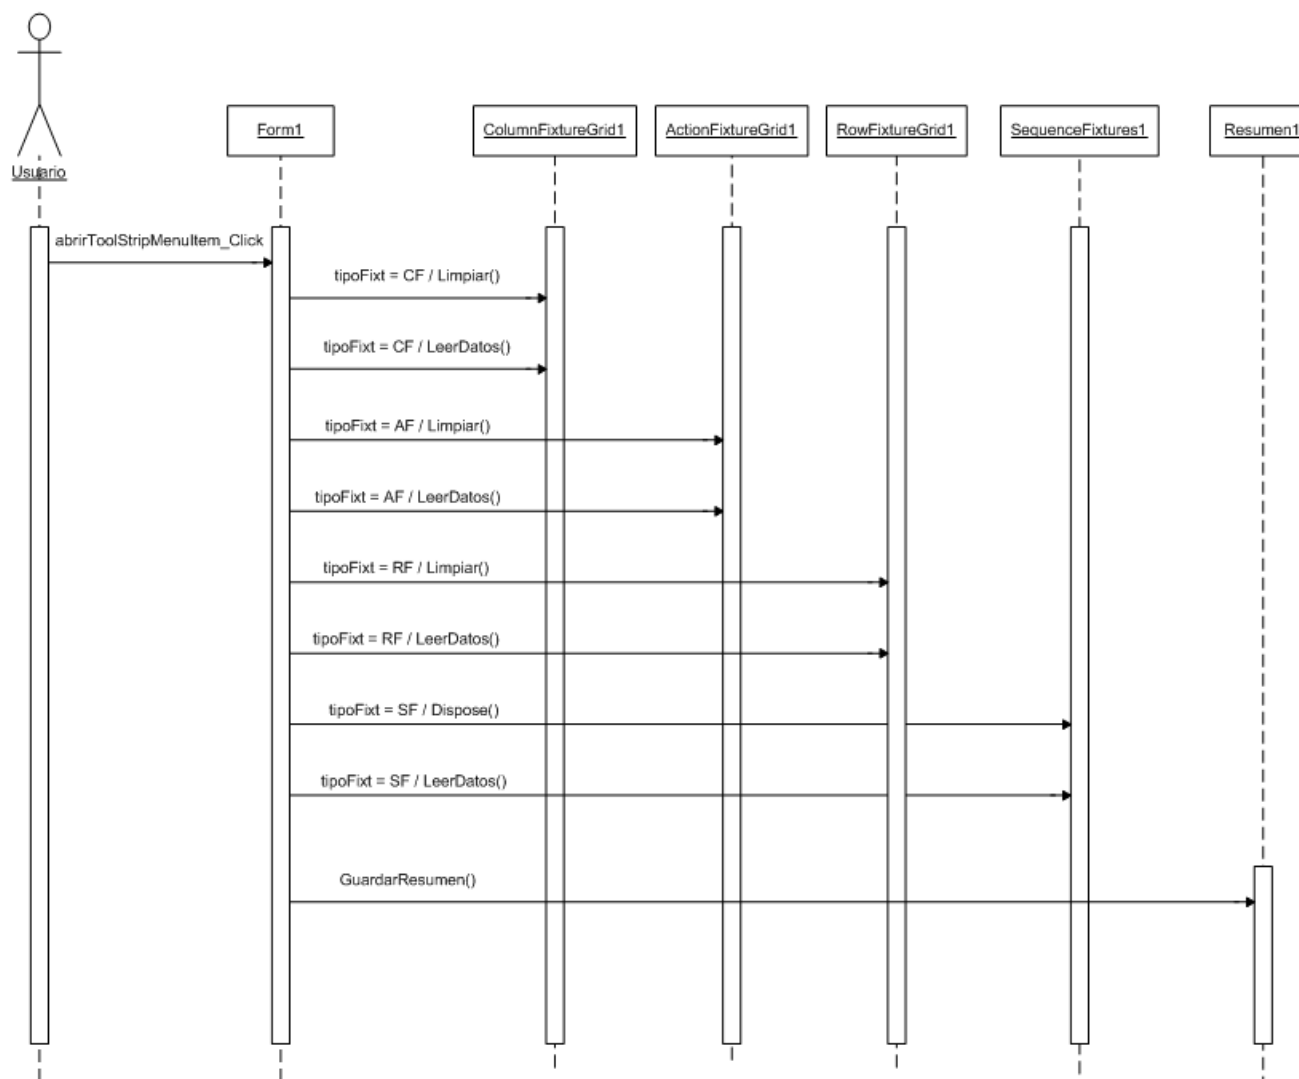 Form1
ColumnFixtureGrid1
ActionFixtureGrid1
RowFixtureGrid1
SequenceFixtures1
Resumen1
Usuario
abrirToolStripMenuItem_Click
tipoFixt = CF / Limpiar()
tipoFixt = CF / LeerDatos()
tipoFixt = AF / Limpiar()
tipoFixt = AF / LeerDatos()
tipoFixt = RF / Limpiar()
tipoFixt = RF / LeerDatos()
tipoFixt = SF / Dispose()
tipoFixt = SF / LeerDatos()
GuardarResumen()